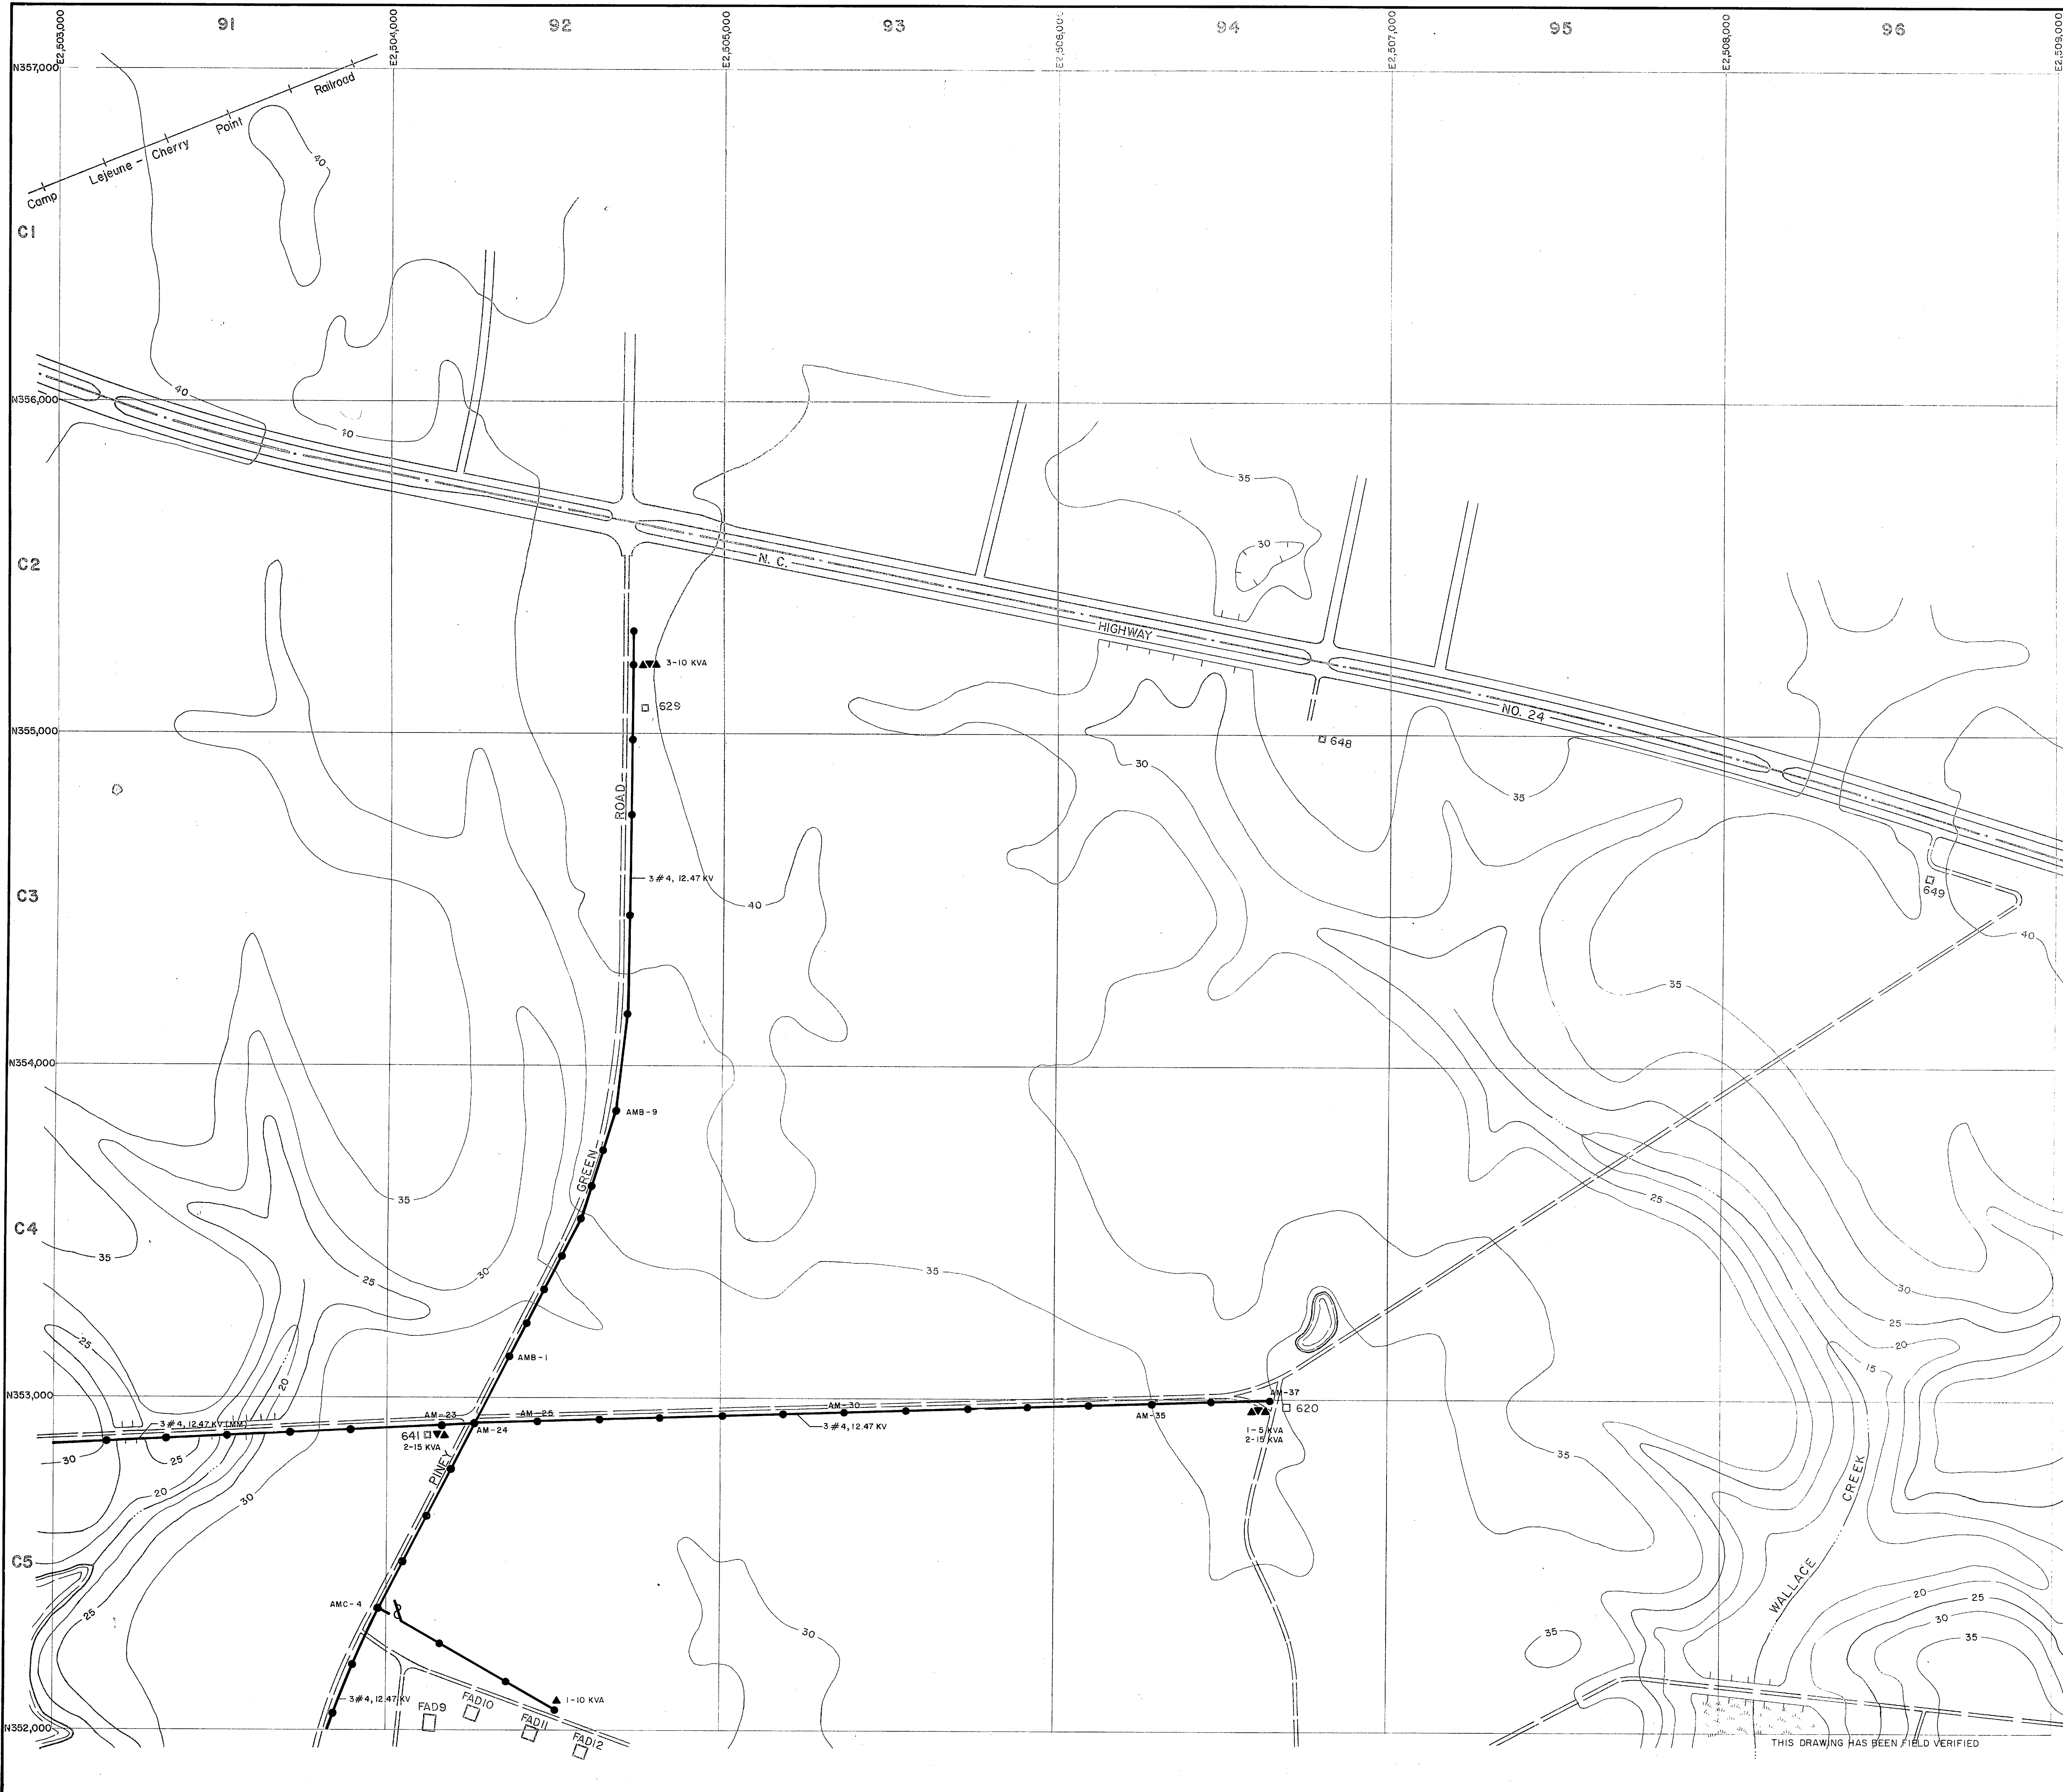 91
92
93
94
95
96
E2,503,000
E2,504,000
E2,505,000
E2,506,000
E2,507,000
E2,508,000
E2,509,000
N357,000
Camp Lejeune - Cherry Point Railroad
40
C1
N356,000
40
10
35
30
C2
N. C. HIGHWAY NO. 24
3-10 KVA
629
N355,000
648
30
35
ROAD
3#4, 12.47 KV
C3
40
649
40
35
N354,000
AMB-9
GREEN
35
25
C4
35
30
25
35
30
25
25
20
15
AMB-1
20
N353,000
3#4, 12.47 KV (MM)
AM-23
AM-25
AM-30
AM-37
AM-24
3#4, 12.47 KV
AM-35
620
641
2-15 KVA
1-5 KVA
2-15 KVA
30
25
PINEY
35
20
30
CREEK
C5
WALLACE
25
AMC-4
20
25
30
30
35
35
3#4, 12.47 KV
1-10 KVA
FAD9
FAD10
FAD11
FAD12
N352,000
THIS DRAWING HAS BEEN FIELD VERIFIED